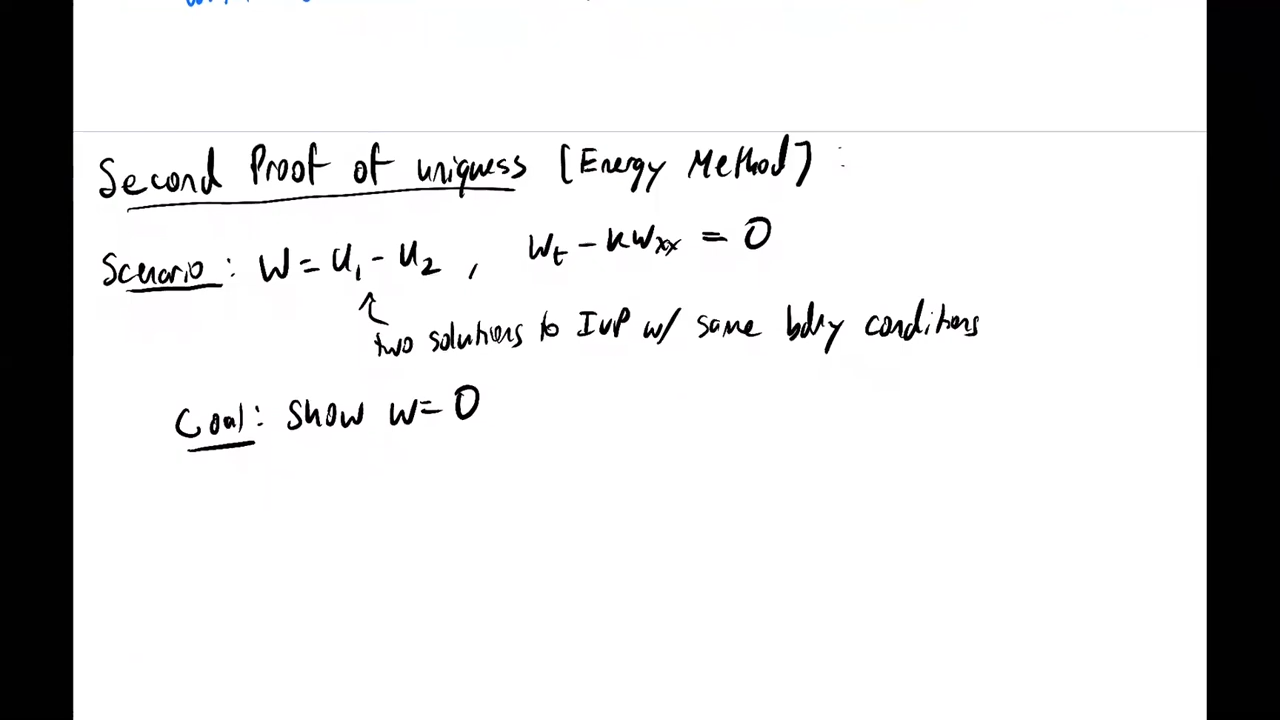 Second Proof of uniqness [Energy Method] :
Scenario : W = U₁ - U₂ , Wₜ - kWₓₓ = 0
two solutions to IVP w/ same bdry conditions
Goal : Show W = 0